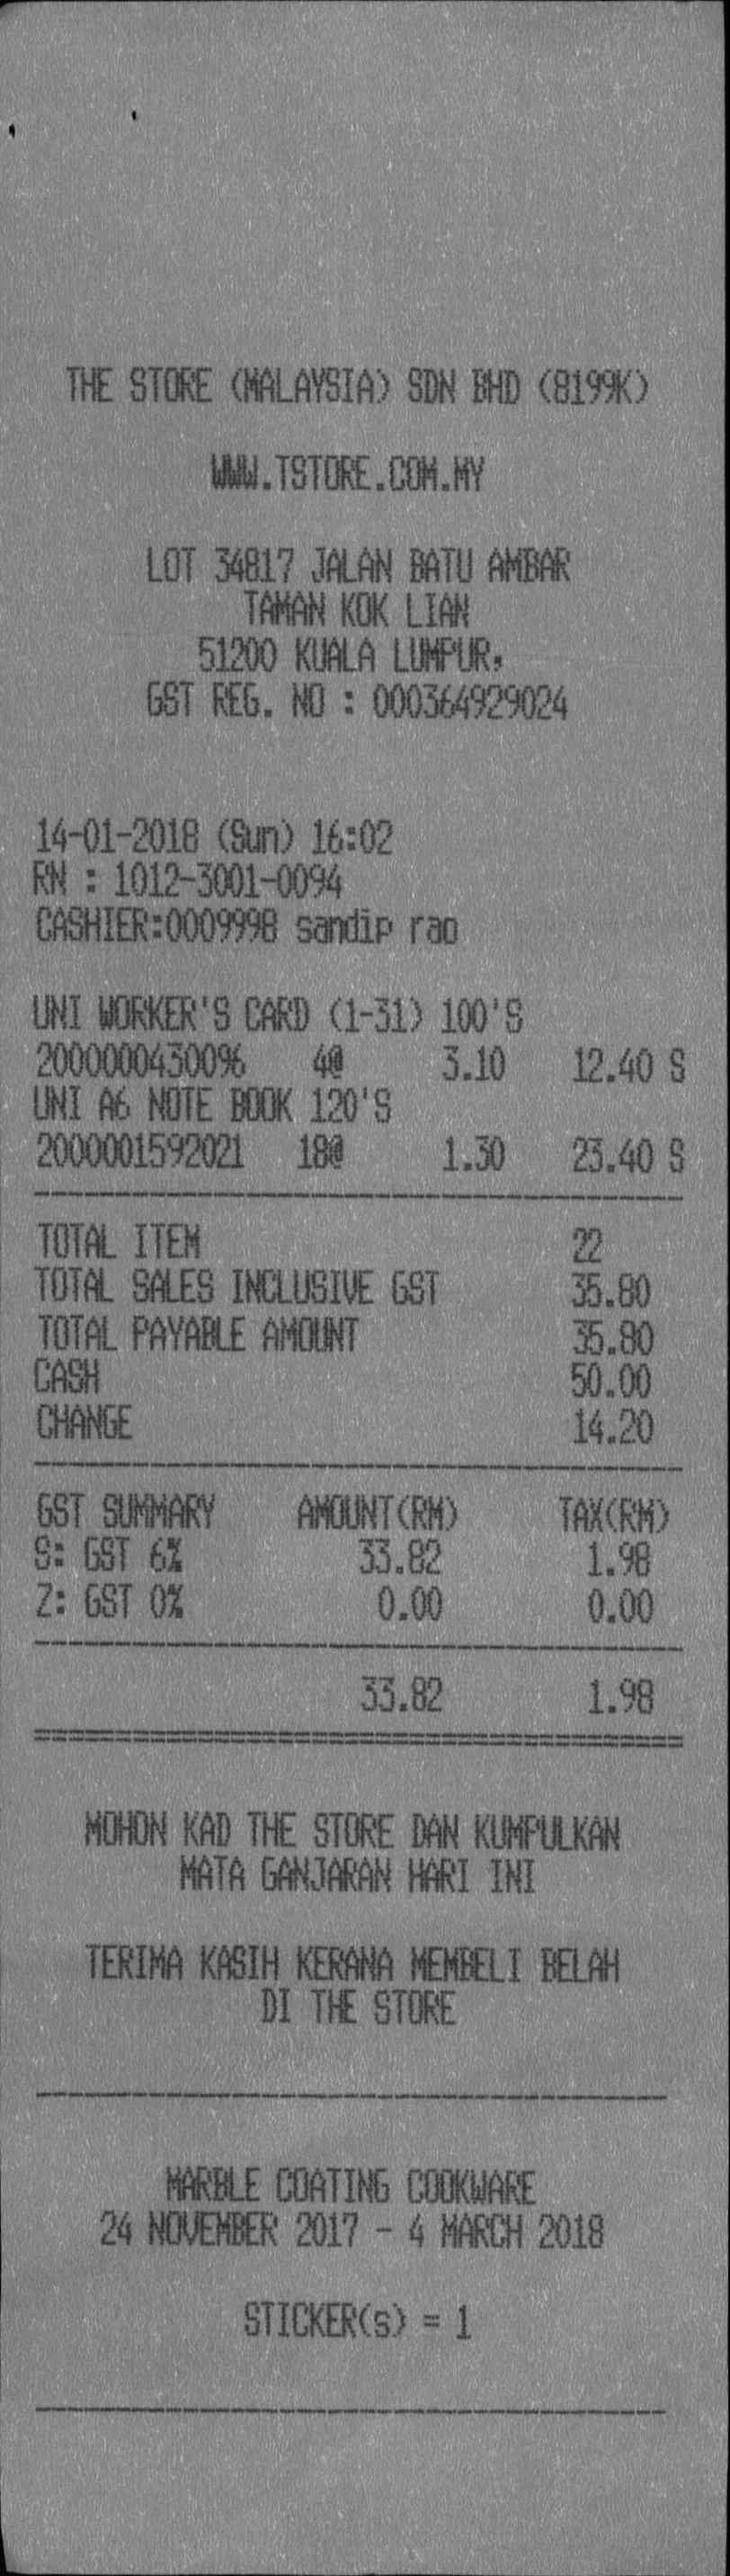 THE STORE (MALAYSIA) SDN BHD (8199K)
WWW.TSTORE.COM.MY
LOT 34817 JALAN BATU AMBAR
TAMAN KOK LIAN
51200 KUALA LUMPUR,
GST REG. NO : 000364929024
14-01-2018 (Sun) 16:02
RN : 1012-3001-0094
CASHIER:0009998 sandip rao
UNI WORKER'S CARD (1-31) 100'S
2000000430096 4@ 3.10 12.40 S
UNI A6 NOTE BOOK 120'S
2000001592021 18@ 1.30 23.40 S
TOTAL ITEM 22
TOTAL SALES INCLUSIVE GST 35.80
TOTAL PAYABLE AMOUNT 35.80
CASH 50.00
CHANGE 14.20
GST SUMMARY AMOUNT(RM) TAX(RM)
S: GST 6% 33.82 1.98
Z: GST 0% 0.00 0.00
33.82 1.98
MOHON KAD THE STORE DAN KUMPULKAN
MATA GANJARAN HARI INI
TERIMA KASIH KERANA MEMBELI BELAH
DI THE STORE
MARBLE COATING COOKWARE
24 NOVEMBER 2017 - 4 MARCH 2018
STICKER(s) = 1